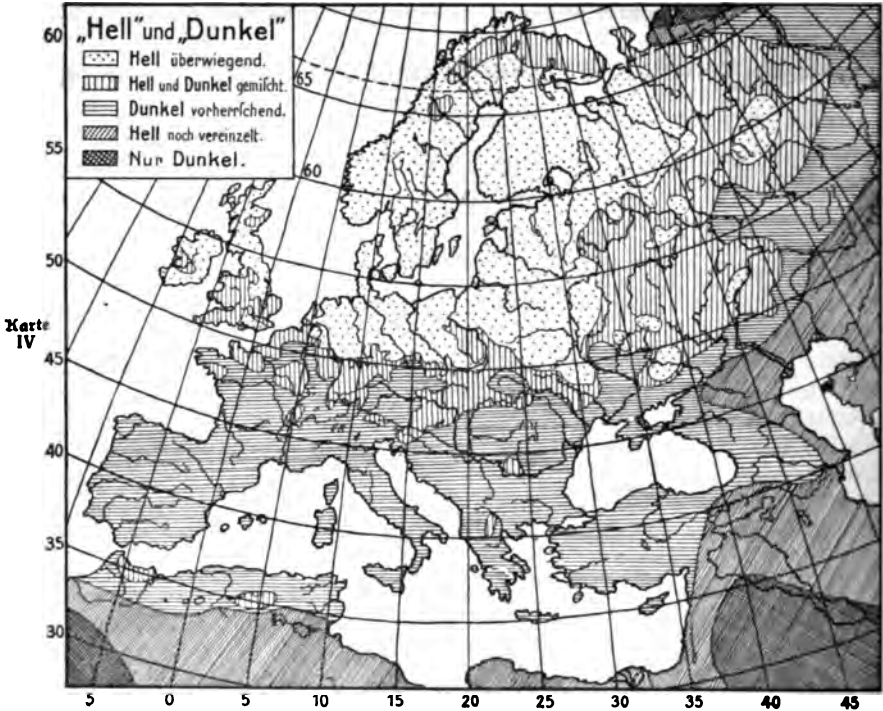 „Hell" und „Dunkel"
Hell überwiegend.
Hell und Dunkel gemiſcht.
Dunkel vorherrſchend.
Hell noch vereinzelt.
Nur Dunkel.
Karte
IV
60
55
50
45
40
35
30
65
60
5 0 5 10 15 20 25 30 35 40 45